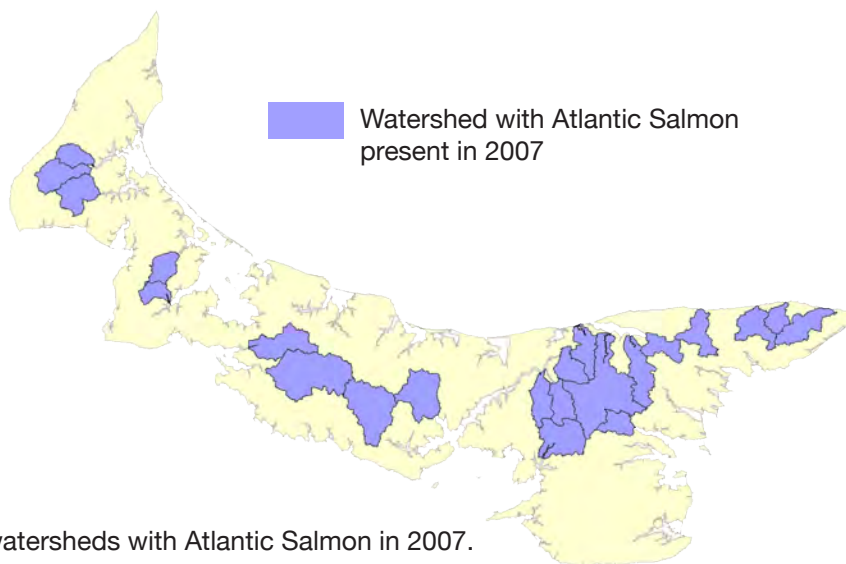 Watershed with Atlantic Salmon
present in 2007
watersheds with Atlantic Salmon in 2007.